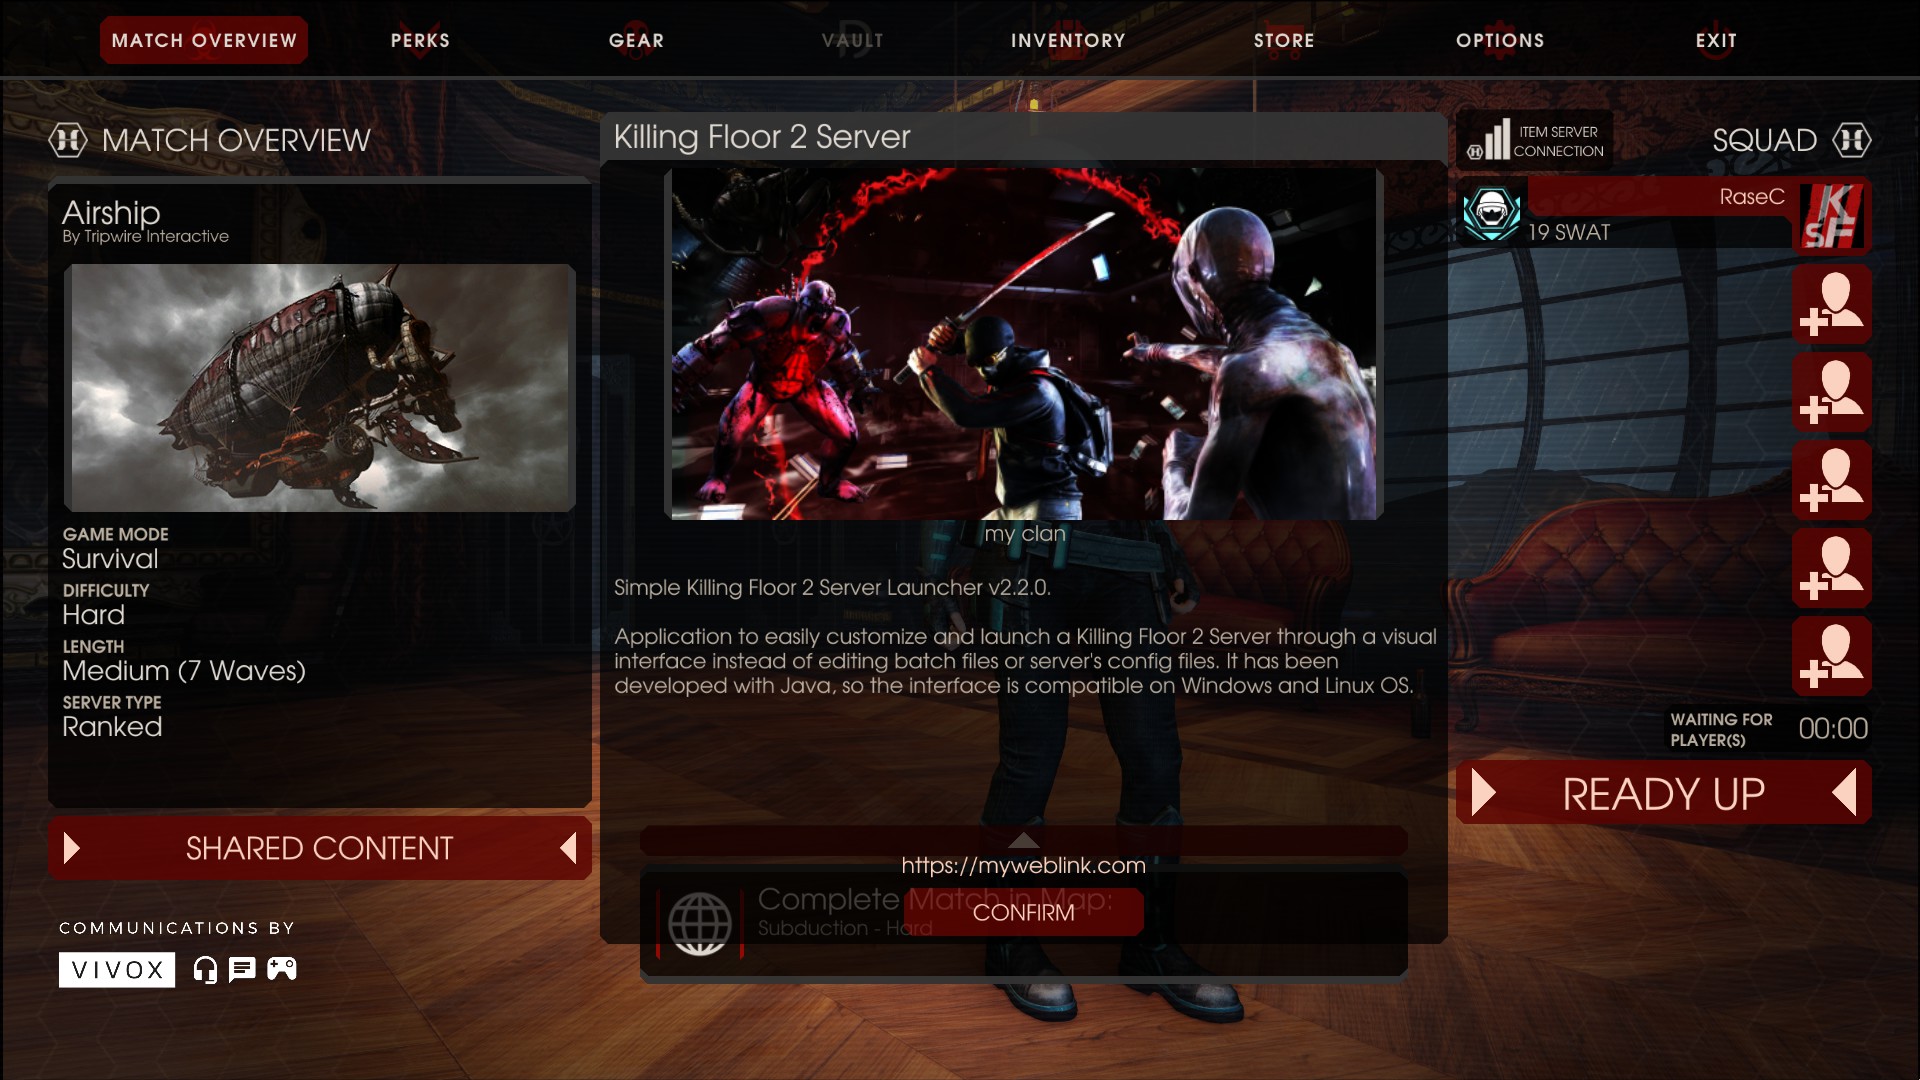 MATCH OVERVIEW
PERKS
GEAR
VAULT
INVENTORY
STORE
OPTIONS
EXIT
MATCH OVERVIEW
Airship
By Tripwire Interactive
GAME MODE
Survival
DIFFICULTY
Hard
LENGTH
Medium (7 Waves)
SERVER TYPE
Ranked
SHARED CONTENT
COMMUNICATIONS BY
VIVOX
Killing Floor 2 Server
my clan
Simple Killing Floor 2 Server Launcher v2.2.0.
Application to easily customize and launch a Killing Floor 2 Server through a visual
interface instead of editing batch files or server's config files. It has been
developed with Java, so the interface is compatible on Windows and Linux OS.
https://myweblink.com
Complete Match in Map:
Subduction - Hard
CONFIRM
ITEM SERVER
CONNECTION
SQUAD
RaseC
19 SWAT
KSF
WAITING FOR
PLAYER(S)
00:00
READY UP